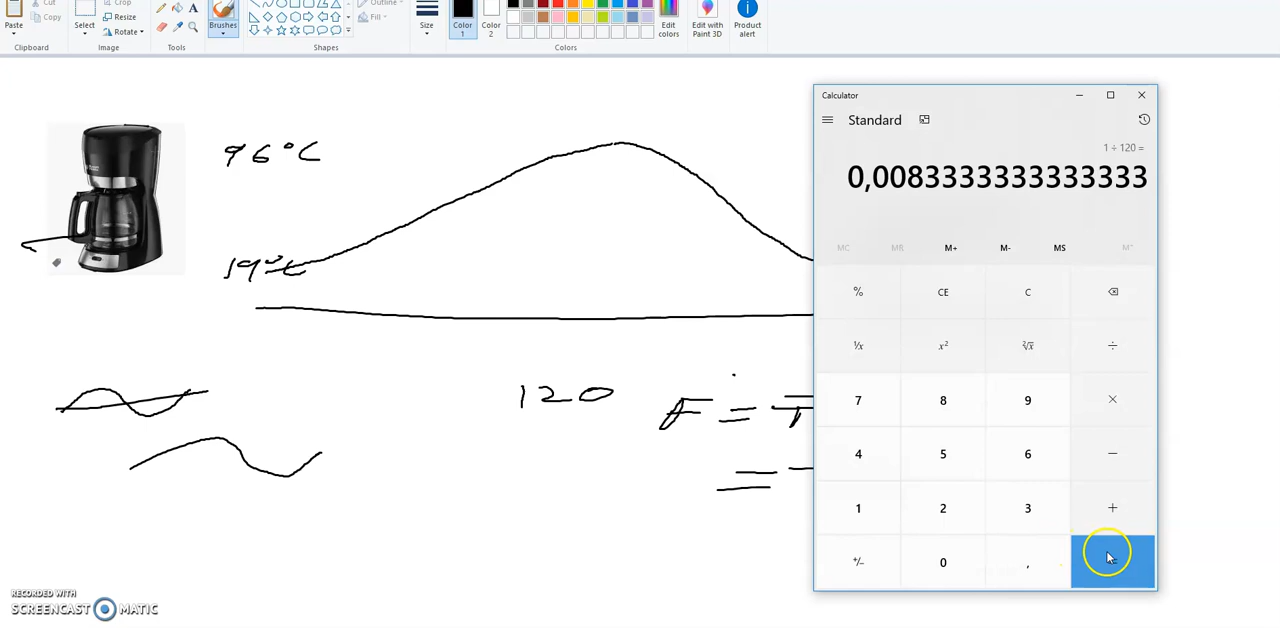 Cut
Crop
Outline
Paste
Copy
Select
Resize
Rotate
A
Brushes
Fill
Size
Color
1
Color
2
Edit
colors
Edit with
Paint 3D
Product
alert
Clipboard
Image
Tools
Shapes
Colors
96°C
19°C
120
F =
=
Calculator
Standard
1 ÷ 120 =
0,0083333333333333333
MC MR M+ M- MS M˅
% CE C
⅟x x² ²√x ÷
7 8 9 ×
4 5 6 −
1 2 3 +
+/− 0 , =
RECORDED WITH
SCREENCAST MATIC